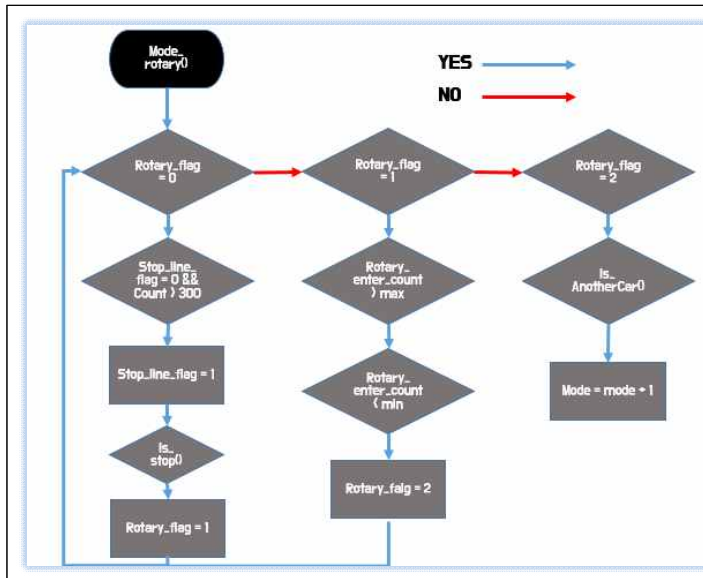 Mode_
rotary()
YES
NO
Rotary_flag
= 0
Rotary_flag
= 1
Rotary_flag
= 2
Stop_line_
flag = 0 &&
Count > 300
Rotary_
enter_count
> max
Is_
AnotherCar()
Stop_line_flag = 1
Rotary_
enter_count
< min
Mode = mode + 1
Is_
stop()
Rotary_falg = 2
Rotary_flag = 1